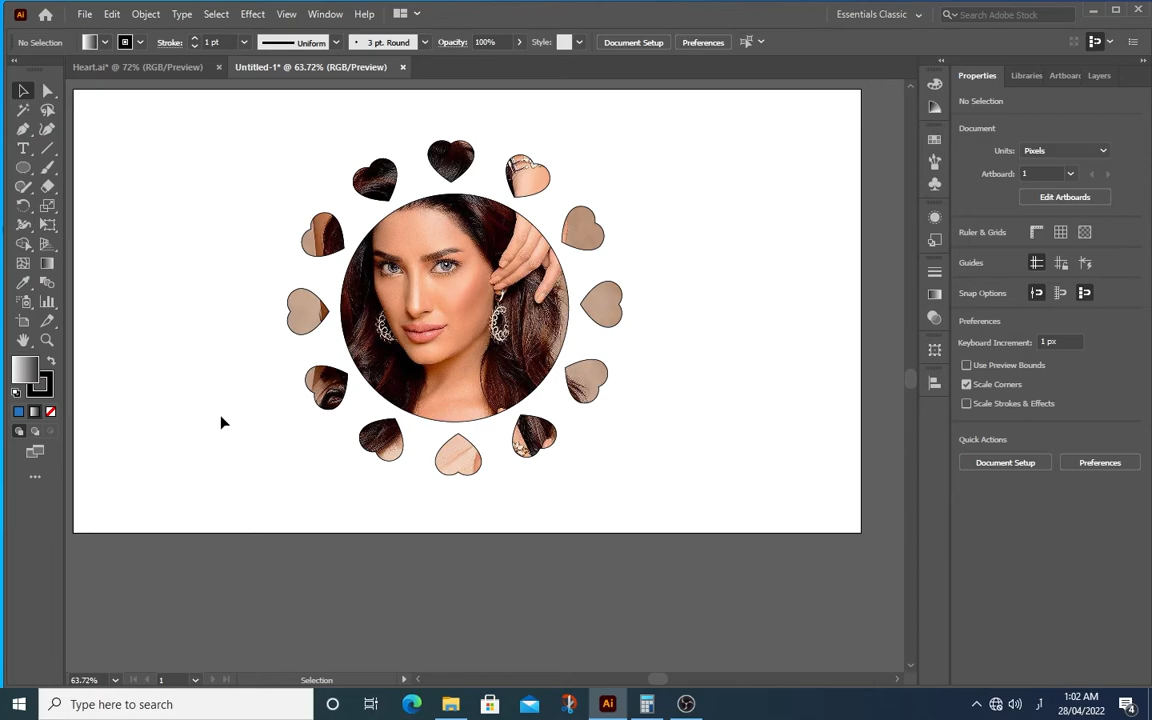 Ai File Edit Object Type Select Effect View Window Help Essentials Classic Search Adobe Stock
No Selection Stroke: 1 pt Uniform 3 pt. Round Opacity: 100% Style: Document Setup Preferences
Heart.ai* @ 72% (RGB/Preview) × Untitled-1* @ 63.72% (RGB/Preview) ×
Properties Libraries Artboar Layers
No Selection
Document
Units: Pixels
Artboard: 1
Edit Artboards
Ruler & Grids
Guides
Snap Options
Preferences
Keyboard Increment: 1 px
Use Preview Bounds
Scale Corners
Scale Strokes & Effects
Quick Actions
Document Setup Preferences
63.72% 1 Selection
Type here to search
Ai
1:02 AM
28/04/2022
4